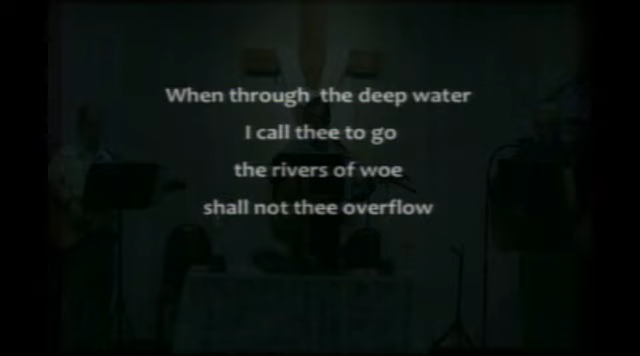 When through the deep water
I call thee to go
the rivers of woe
shall not thee overflow